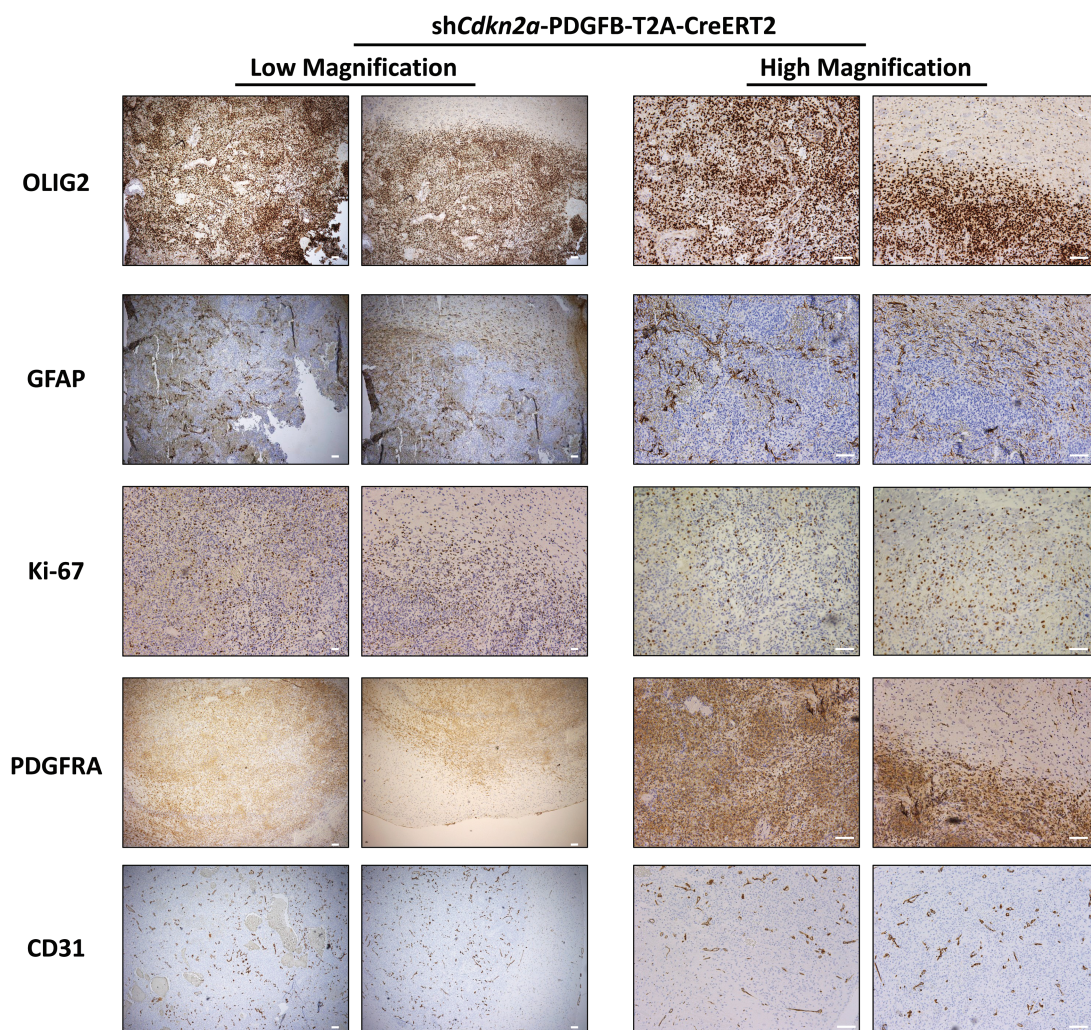 shCdkn2a-PDGFB-T2A-CreERT2
Low Magnification
High Magnification
OLIG2
GFAP
Ki-67
PDGFRA
CD31